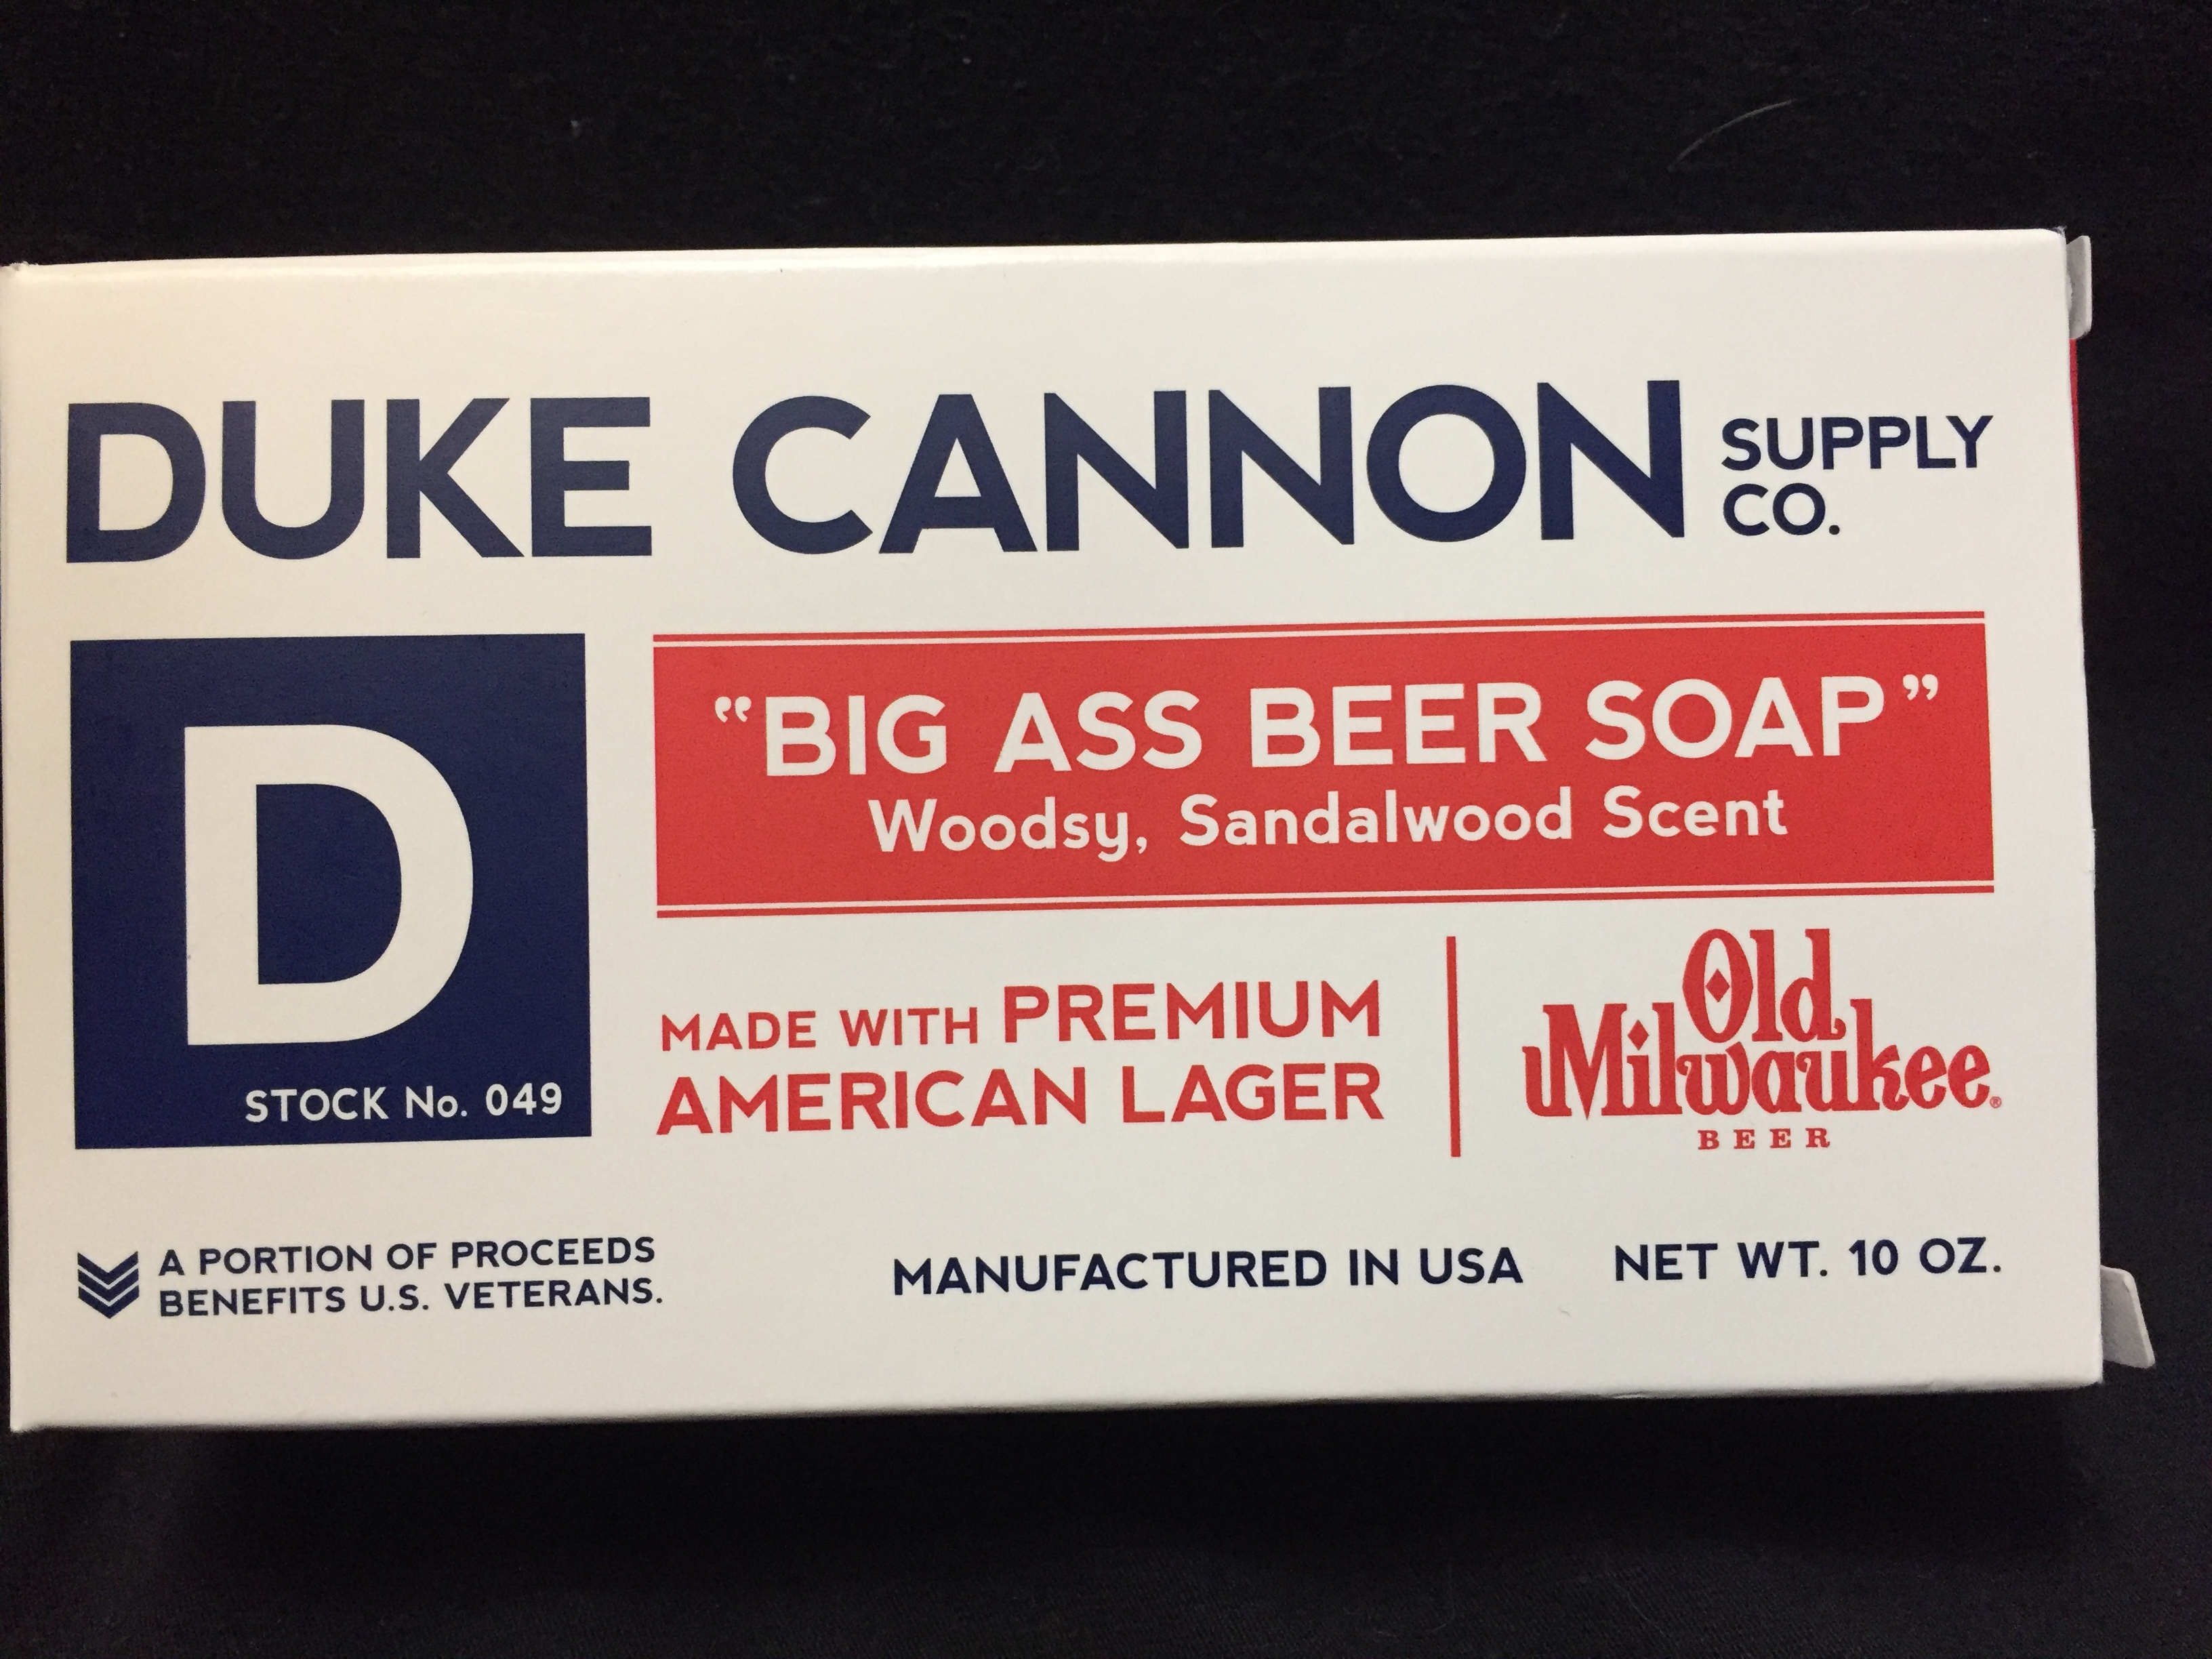 DUKE CANNON SUPPLY CO.
"BIG ASS BEER SOAP"
Woodsy, Sandalwood Scent
D
STOCK No. 049
MADE WITH PREMIUM
AMERICAN LAGER
Old
Milwaukee®
BEER
A PORTION OF PROCEEDS
BENEFITS U.S. VETERANS.
MANUFACTURED IN USA
NET WT. 10 OZ.